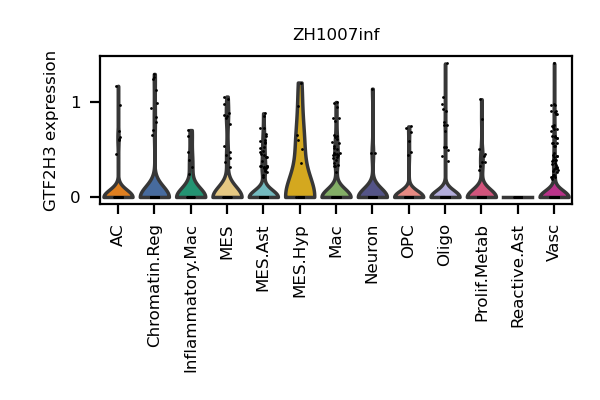 ZH1007inf
GTF2H3 expression
1
0
AC
Chromatin.Reg
Inflammatory.Mac
MES
MES.Ast
MES.Hyp
Mac
Neuron
OPC
Oligo
Prolif.Metab
Reactive.Ast
Vasc